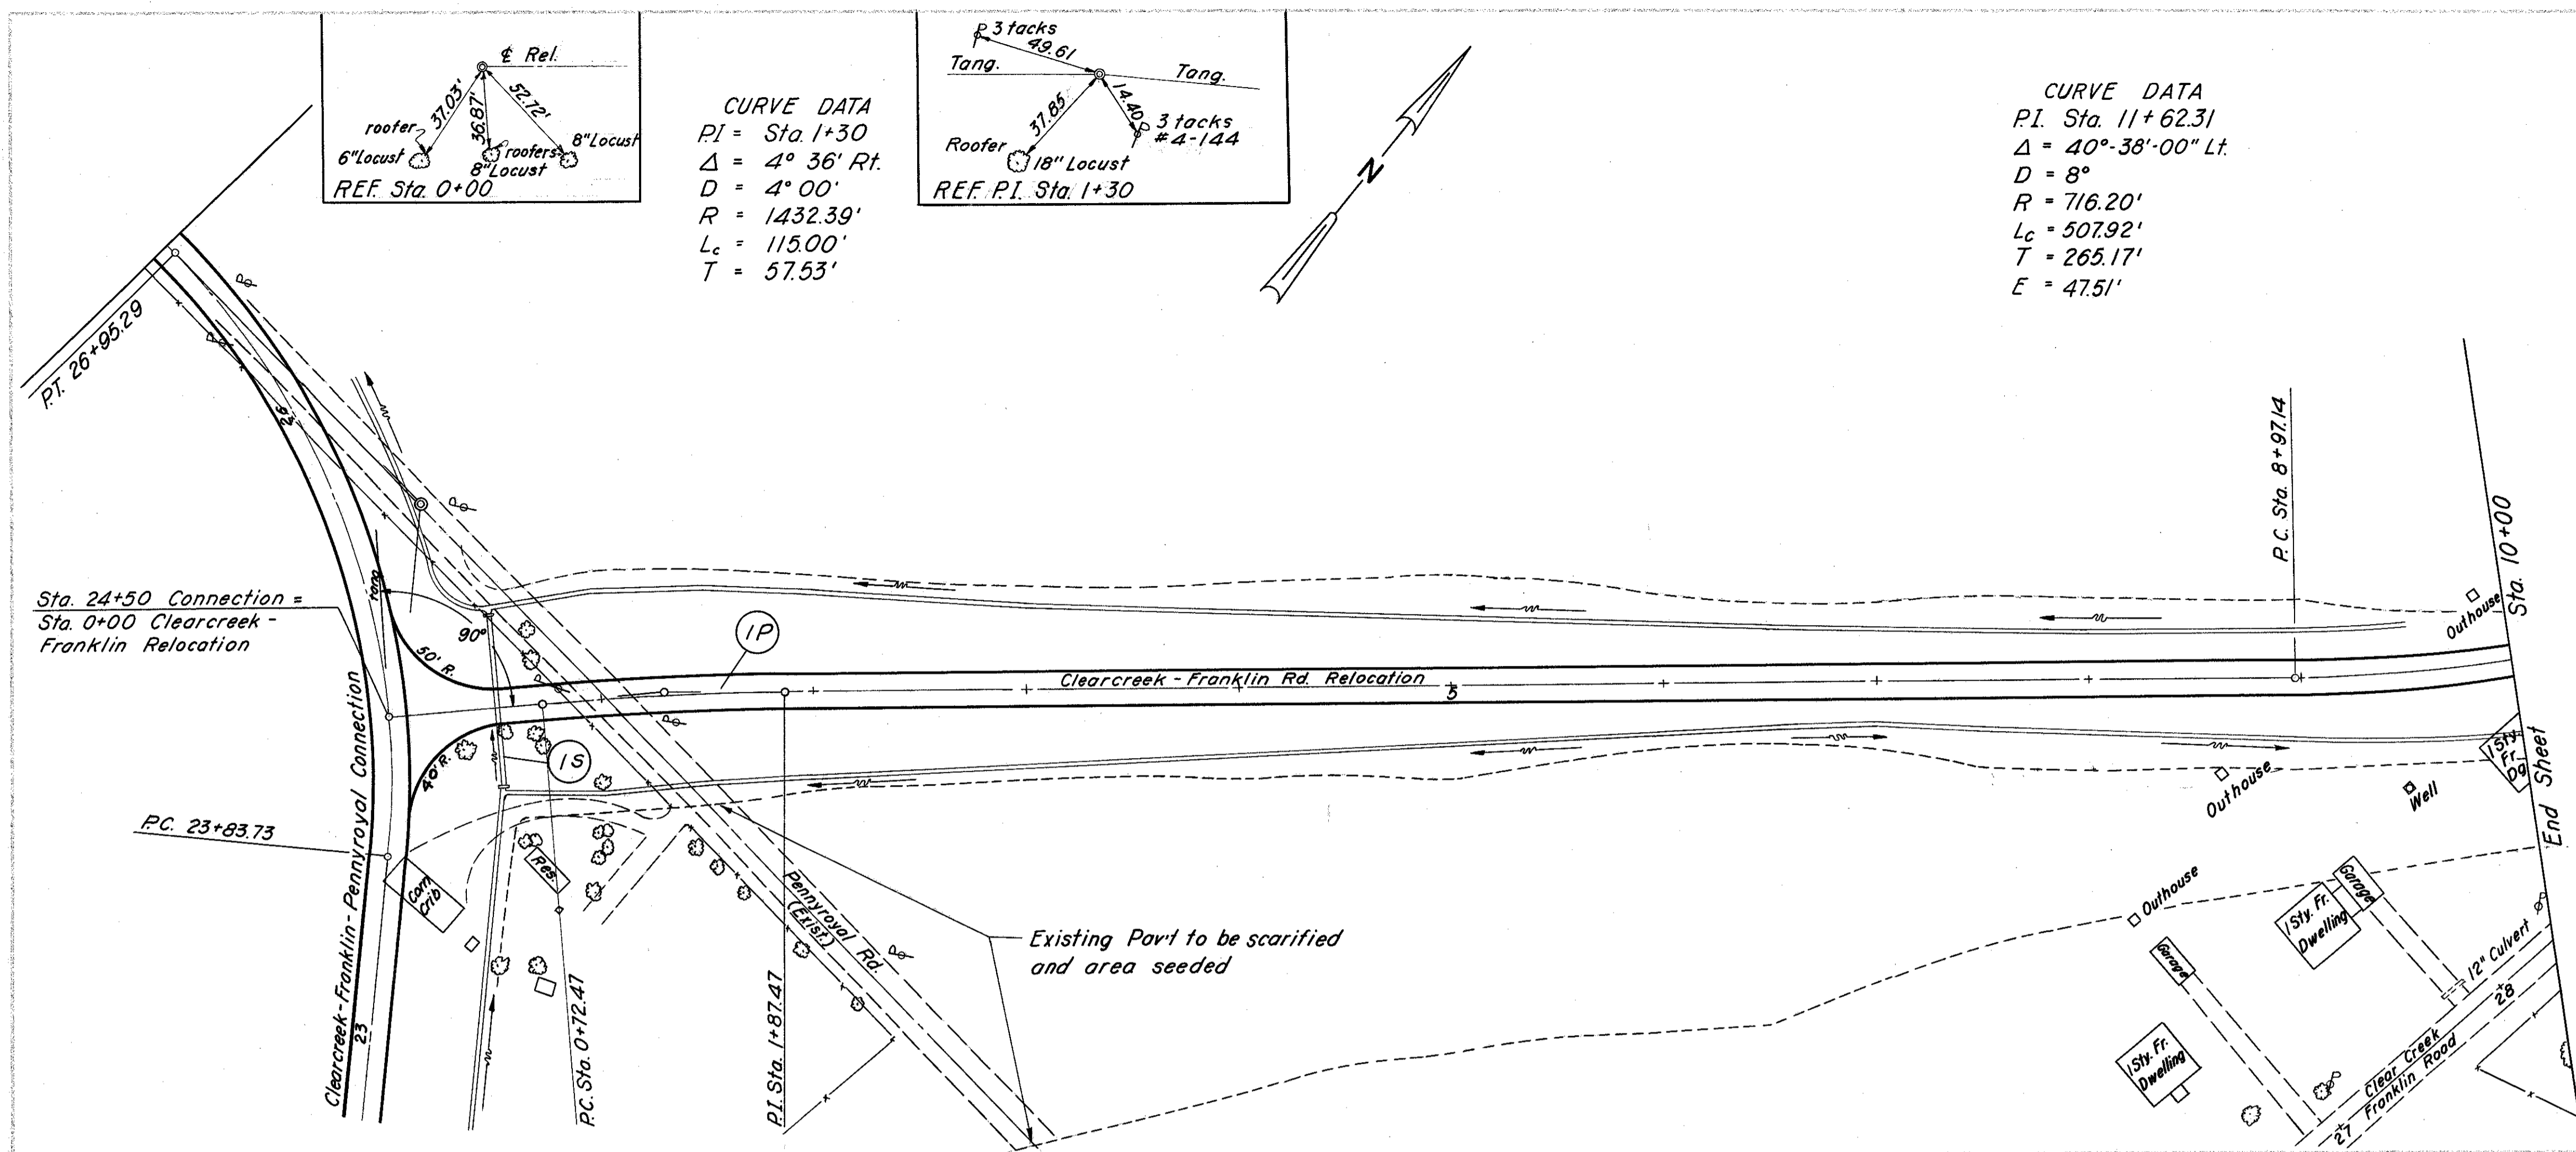 ℄ Rel.
37.03'
36.87'
52.72'
roofer
6"Locust
roofers
8"Locust
8"Locust
REF. Sta. 0+00
CURVE DATA
P.I = Sta. 1+30
Δ = 4° 36' Rt.
D = 4° 00'
R = 1432.39'
Lc = 115.00'
T = 57.53'
3 tacks
49.61
Tang.
Tang.
37.85
14.40
3 tacks
#4-144
Roofer
18" Locust
REF. P.I. Sta. 1+30
N
CURVE DATA
P.I. Sta. 11+62.31
Δ = 40°-38'-00" Lt.
D = 8°
R = 716.20'
Lc = 507.92'
T = 265.17'
E = 47.51'
P.T. 26+95.29
26
P.C. Sta. 8+97.14
Sta. 10+00
End Sheet
Outhouse
Sta. 24+50 Connection =
Sta. 0+00 Clearcreek -
Franklin Relocation
tang
90°
50' R.
1P
Clearcreek - Franklin Rd. Relocation
5
1S
40' R.
P.C. 23+83.73
Clearcreek-Franklin-Pennyroyal Connection
23
Corn
Crib
Res.
P.C. Sta. 0+72.47
P.I. Sta. 1+87.47
Pennyroyal Rd.
(Exist.)
Existing Pav't to be scarified
and area seeded
Outhouse
Well
1 Sty.
Fr.
Dg
Outhouse
Garage
1 Sty. Fr.
Dwelling
Garage
1 Sty. Fr.
Dwelling
12" Culvert
28
Clear Creek
Franklin Road
27